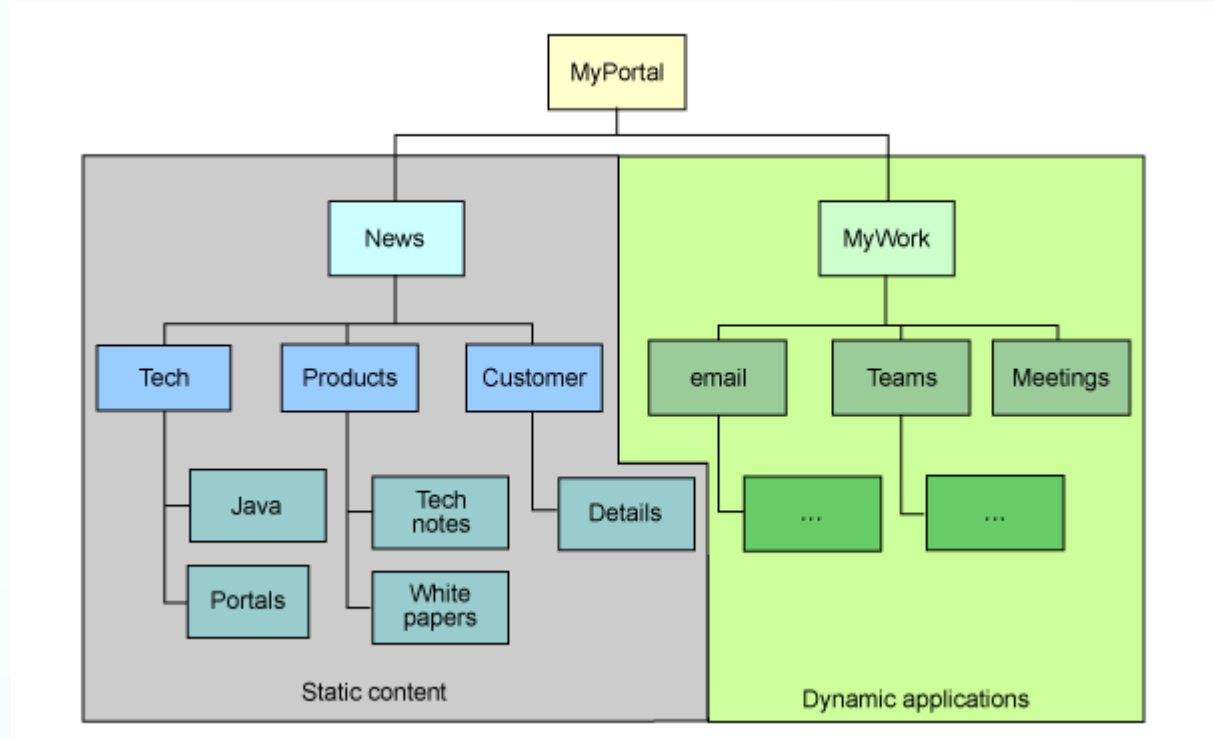 MyPortal
News
MyWork
Tech
Products
Customer
email
Teams
Meetings
Java
Tech
notes
Details
...
...
Portals
White
papers
Static content
Dynamic applications